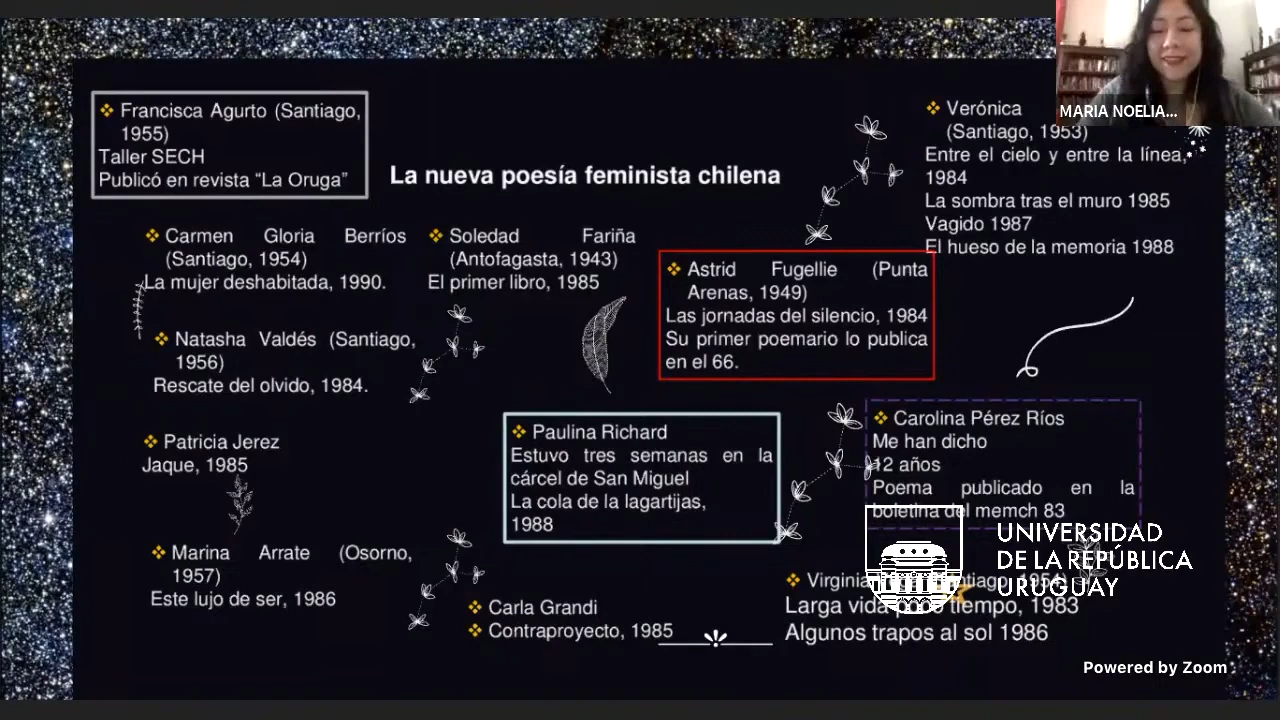 MARIA NOELIA...
❖ Francisca Agurto (Santiago,
1955)
Taller SECH
Publicó en revista “La Oruga”
La nueva poesía feminista chilena
❖ Verónica
(Santiago, 1953)
Entre el cielo y entre la línea,
1984
La sombra tras el muro 1985
Vagido 1987
El hueso de la memoria 1988
❖ Carmen Gloria Berríos
(Santiago, 1954)
La mujer deshabitada, 1990.
❖ Soledad Fariña
(Antofagasta, 1943)
El primer libro, 1985
❖ Astrid Fugellie (Punta
Arenas, 1949)
Las jornadas del silencio, 1984
Su primer poemario lo publica
en el 66.
❖ Natasha Valdés (Santiago,
1956)
Rescate del olvido, 1984.
❖ Patricia Jerez
Jaque, 1985
❖ Paulina Richard
Estuvo tres semanas en la
cárcel de San Miguel
La cola de la lagartijas,
1988
❖ Carolina Pérez Ríos
Me han dicho
12 años
Poema publicado en la
boletina del memch 83
❖ Marina Arrate (Osorno,
1957)
Este lujo de ser, 1986
❖ Carla Grandi
❖ Contraproyecto, 1985
❖ Virginia 1954)
Larga vida tiempo, 1983
Algunos trapos al sol 1986
UNIVERSIDAD
DE LA REPÚBLICA
URUGUAY
Powered by Zoom